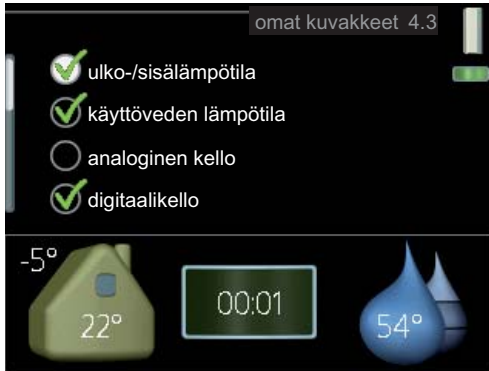 omat kuvakkeet 4.3
ulko-/sisälämpötila
käyttöveden lämpötila
analoginen kello
digitaalikello
-5°
22°
00:01
54°